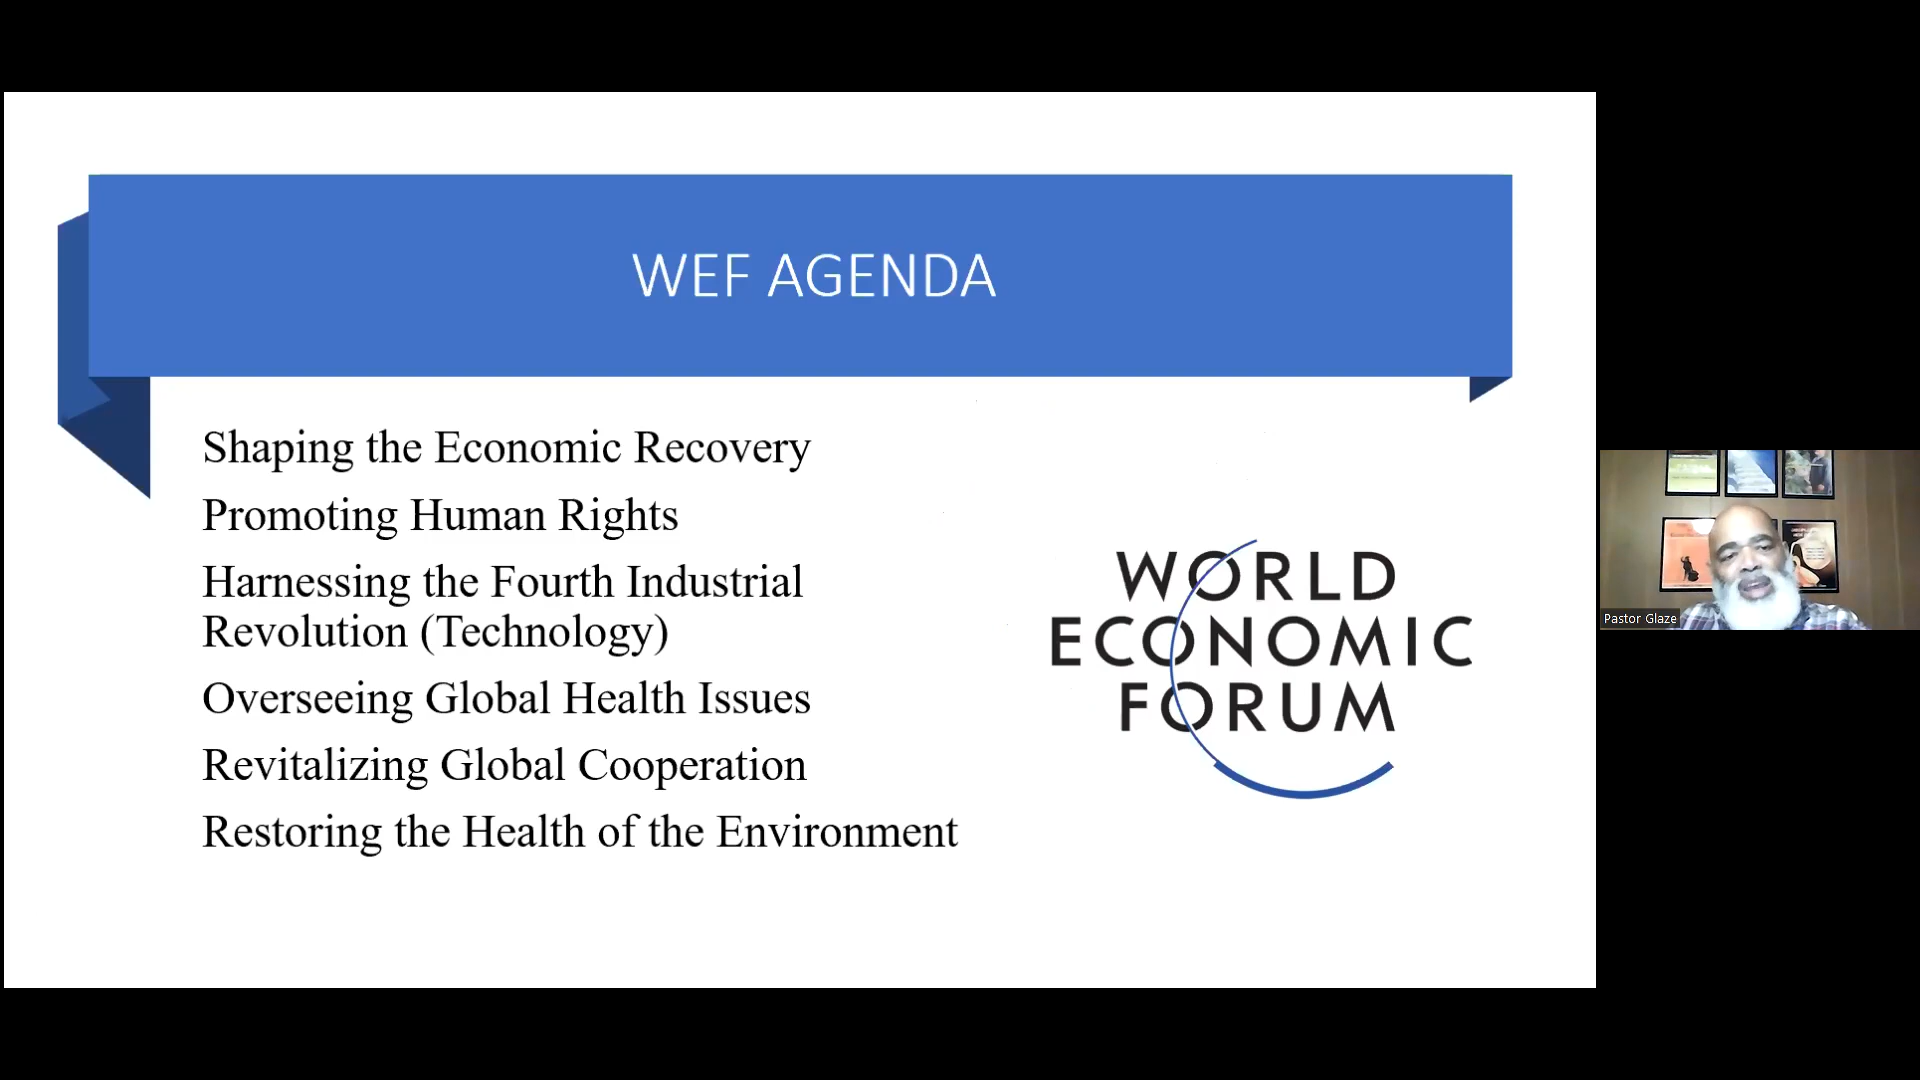 WEF AGENDA
Shaping the Economic Recovery
Promoting Human Rights
Harnessing the Fourth Industrial
Revolution (Technology)
Overseeing Global Health Issues
Revitalizing Global Cooperation
Restoring the Health of the Environment
WORLD
ECONOMIC
FORUM
Pastor Glaze